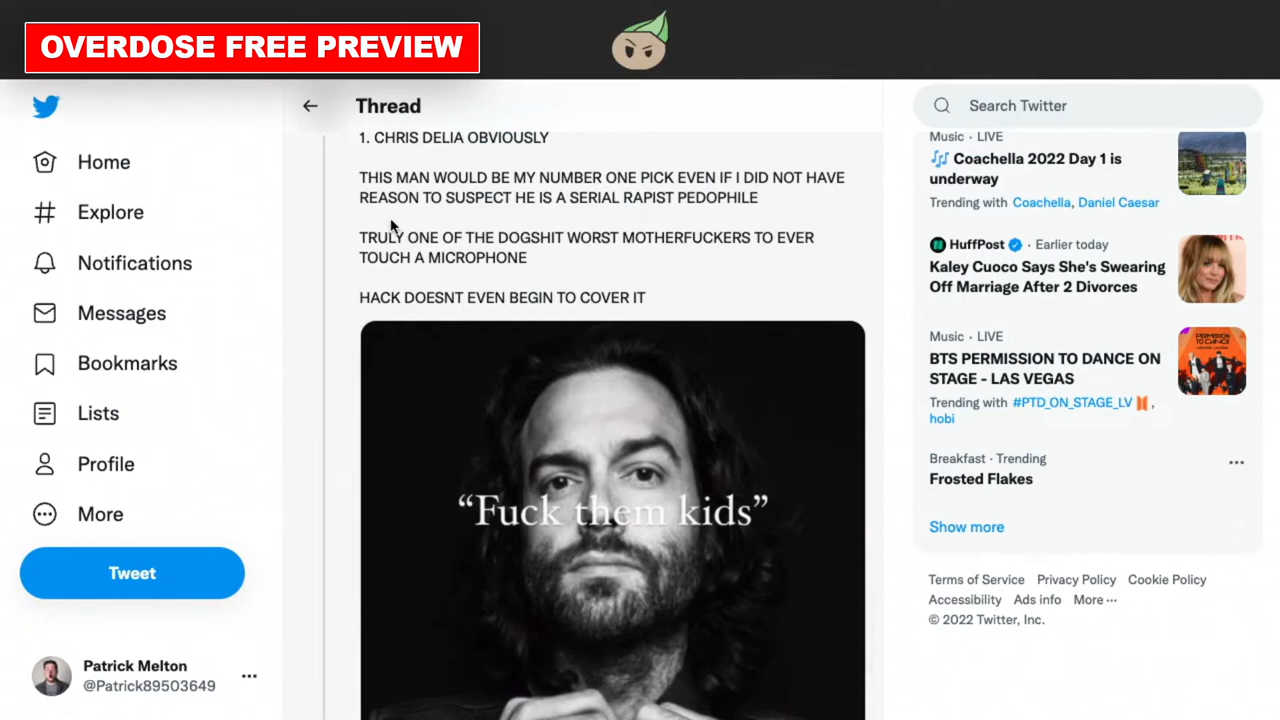 OVERDOSE FREE PREVIEW
Home
Explore
Notifications
Messages
Bookmarks
Lists
Profile
More
Tweet
Patrick Melton
@Patrick89503649
Thread
1. CHRIS DELIA OBVIOUSLY
THIS MAN WOULD BE MY NUMBER ONE PICK EVEN IF I DID NOT HAVE
REASON TO SUSPECT HE IS A SERIAL RAPIST PEDOPHILE
TRULY ONE OF THE DOGSHIT WORST MOTHERFUCKERS TO EVER
TOUCH A MICROPHONE
HACK DOESNT EVEN BEGIN TO COVER IT
“Fuck them kids”
Search Twitter
Music · LIVE
🎶 Coachella 2022 Day 1 is
underway
Trending with Coachella, Daniel Caesar
HuffPost · Earlier today
Kaley Cuoco Says She's Swearing
Off Marriage After 2 Divorces
Music · LIVE
BTS PERMISSION TO DANCE ON
STAGE - LAS VEGAS
Trending with #PTD_ON_STAGE_LV ,
hobi
Breakfast · Trending
Frosted Flakes
Show more
Terms of Service Privacy Policy Cookie Policy
Accessibility Ads info More ···
© 2022 Twitter, Inc.